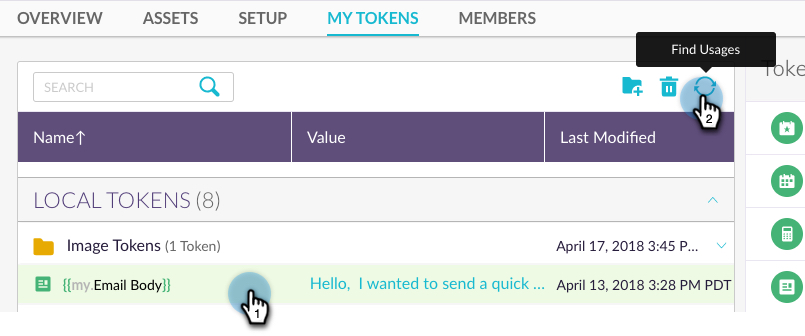 OVERVIEW ASSETS SETUP MY TOKENS MEMBERS
Find Usages
SEARCH
Name↑ Value Last Modified
LOCAL TOKENS (8)
Image Tokens (1 Token) April 17, 2018 3:45 P...
{{my.Email Body}} Hello, I wanted to send a quick ... April 13, 2018 3:28 PM PDT
1
2